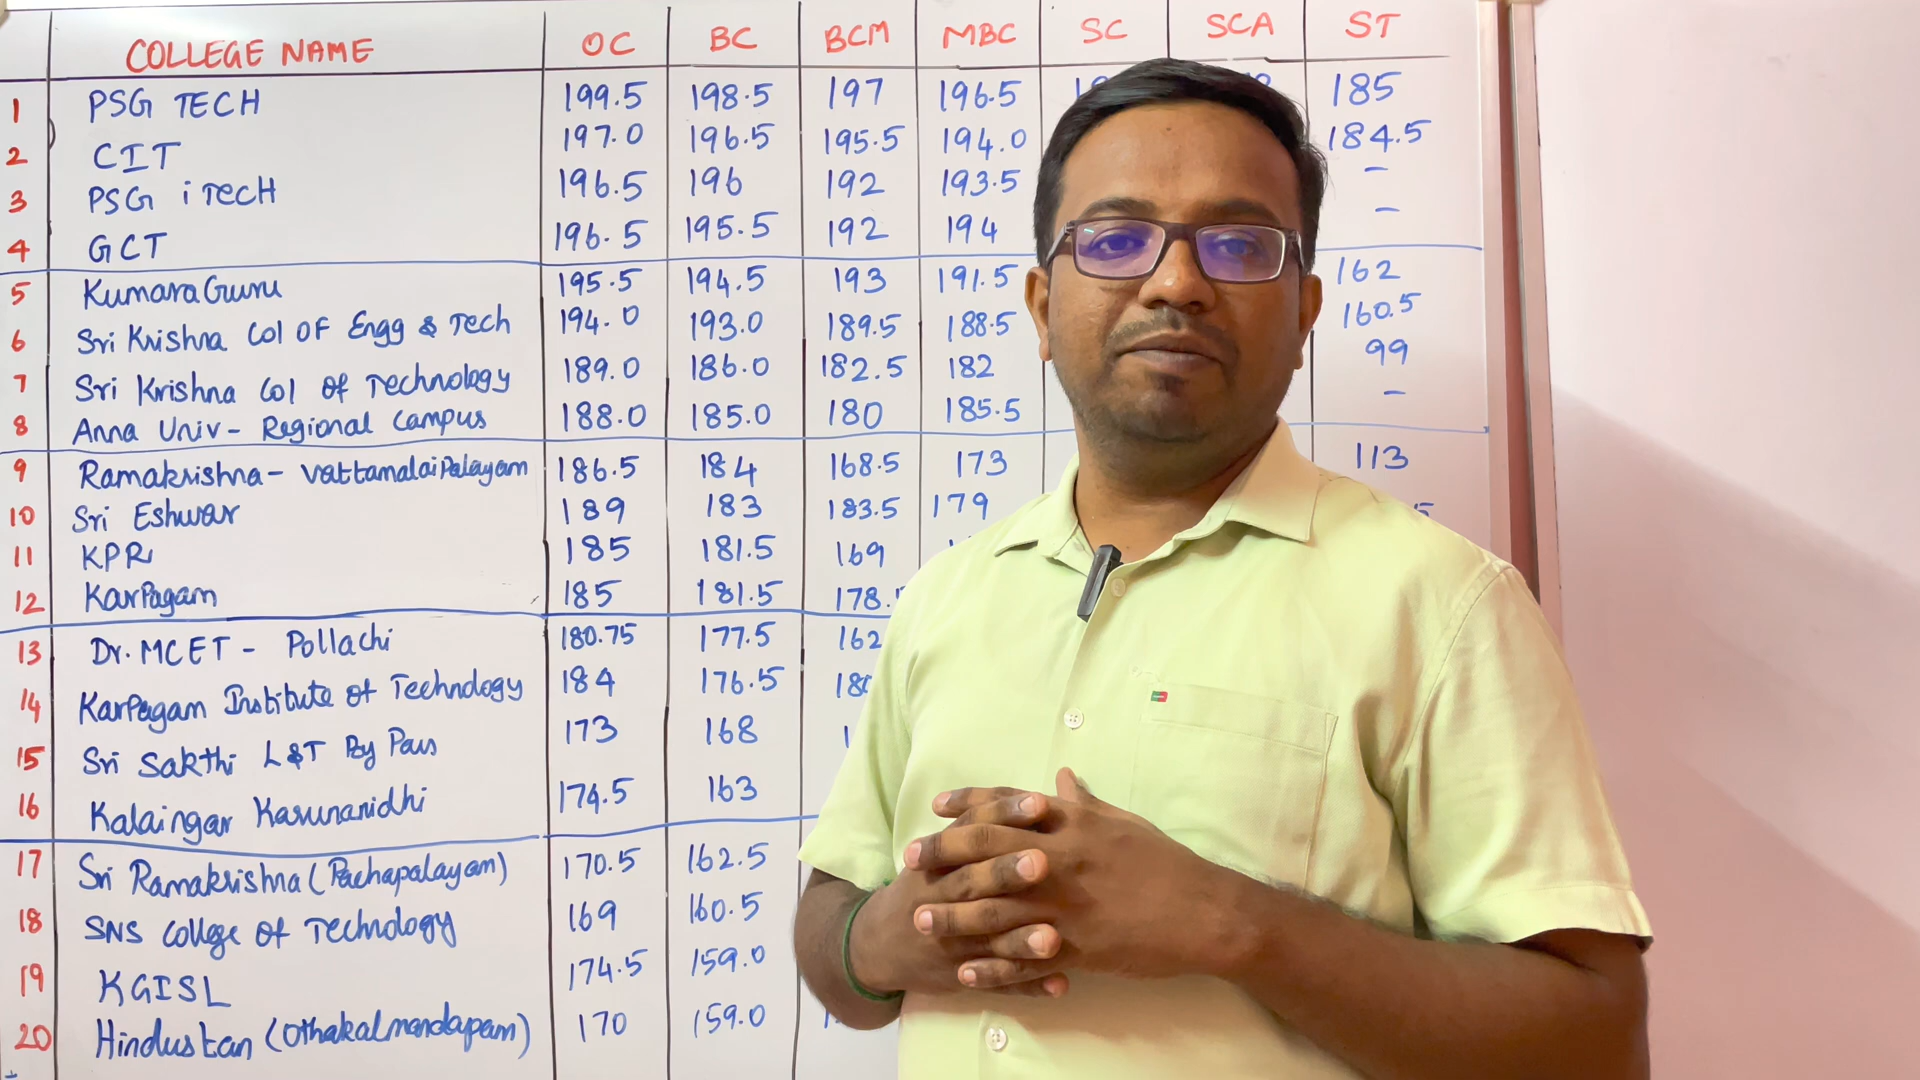 COLLEGE NAME OC BC BCM MBC SC SCA ST
1 PSG TECH 199.5 198.5 197 196.5 185
2 CIT 197.0 196.5 195.5 194.0 184.5
3 PSG i TECH 196.5 196 192 193.5 -
4 GCT 196.5 195.5 192 194 -
5 KumaraGuru 195.5 194.5 193 191.5 162
6 Sri Krishna Col OF Engg & Tech 194.0 193.0 189.5 188.5 160.5
7 Sri Krishna Col of Technology 189.0 186.0 182.5 182 99
8 Anna Univ - Regional Campus 188.0 185.0 180 185.5 -
9 Ramakrishna - Vattamalaipalayam 186.5 184 168.5 173 113
10 Sri Eshwar 189 183 183.5 179
11 KPR 185 181.5 169
12 Karpagam 185 181.5 178.
13 Dr. MCET - Pollachi 180.75 177.5 162
14 Karpagam Institute of Technology 184 176.5
15 Sri Sakthi L&T By Pass 173 168
16 Kalaingar Karunanidhi 174.5 163
17 Sri Ramakrishna (Pachapalayam) 170.5 162.5
18 SNS College of Technology 169 160.5
19 KGISL 174.5 159.0
20 Hindustan (Othakalmandapam) 170 159.0